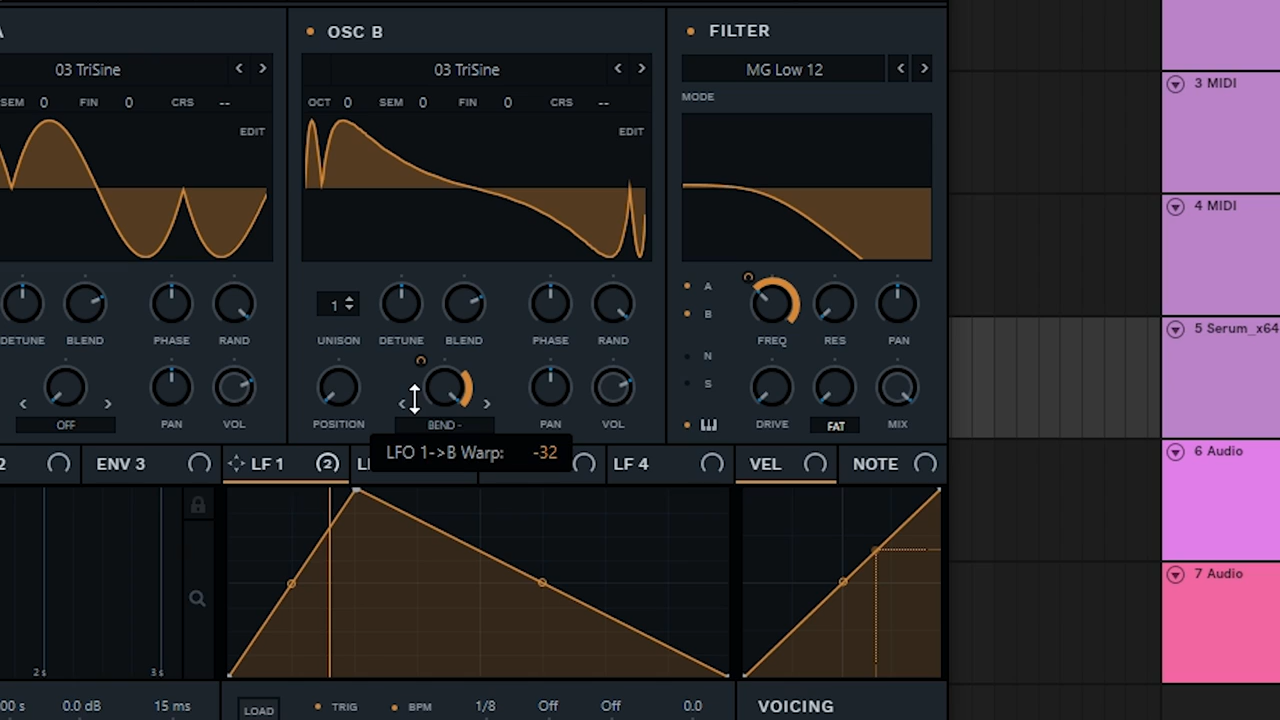 A
OSC B
FILTER
03 TriSine < >
03 TriSine < >
MG Low 12 < >
SEM 0 FIN 0 CRS --
OCT 0 SEM 0 FIN 0 CRS --
MODE
EDIT
EDIT
A
B
N
S
DETUNE BLEND PHASE RAND
1
UNISON DETUNE BLEND PHASE RAND
FREQ RES PAN
< >
OFF PAN VOL
< >
POSITION BEND - PAN VOL
DRIVE FAT MIX
LFO 1->B Warp: -32
2 ENV 3 LF 1 (2) LF 4 VEL NOTE
2s 3s
0.0 dB 15 ms
LOAD TRIG BPM 1/8 Off Off 0.0
VOICING
3 MIDI
4 MIDI
5 Serum_x64
6 Audio
7 Audio